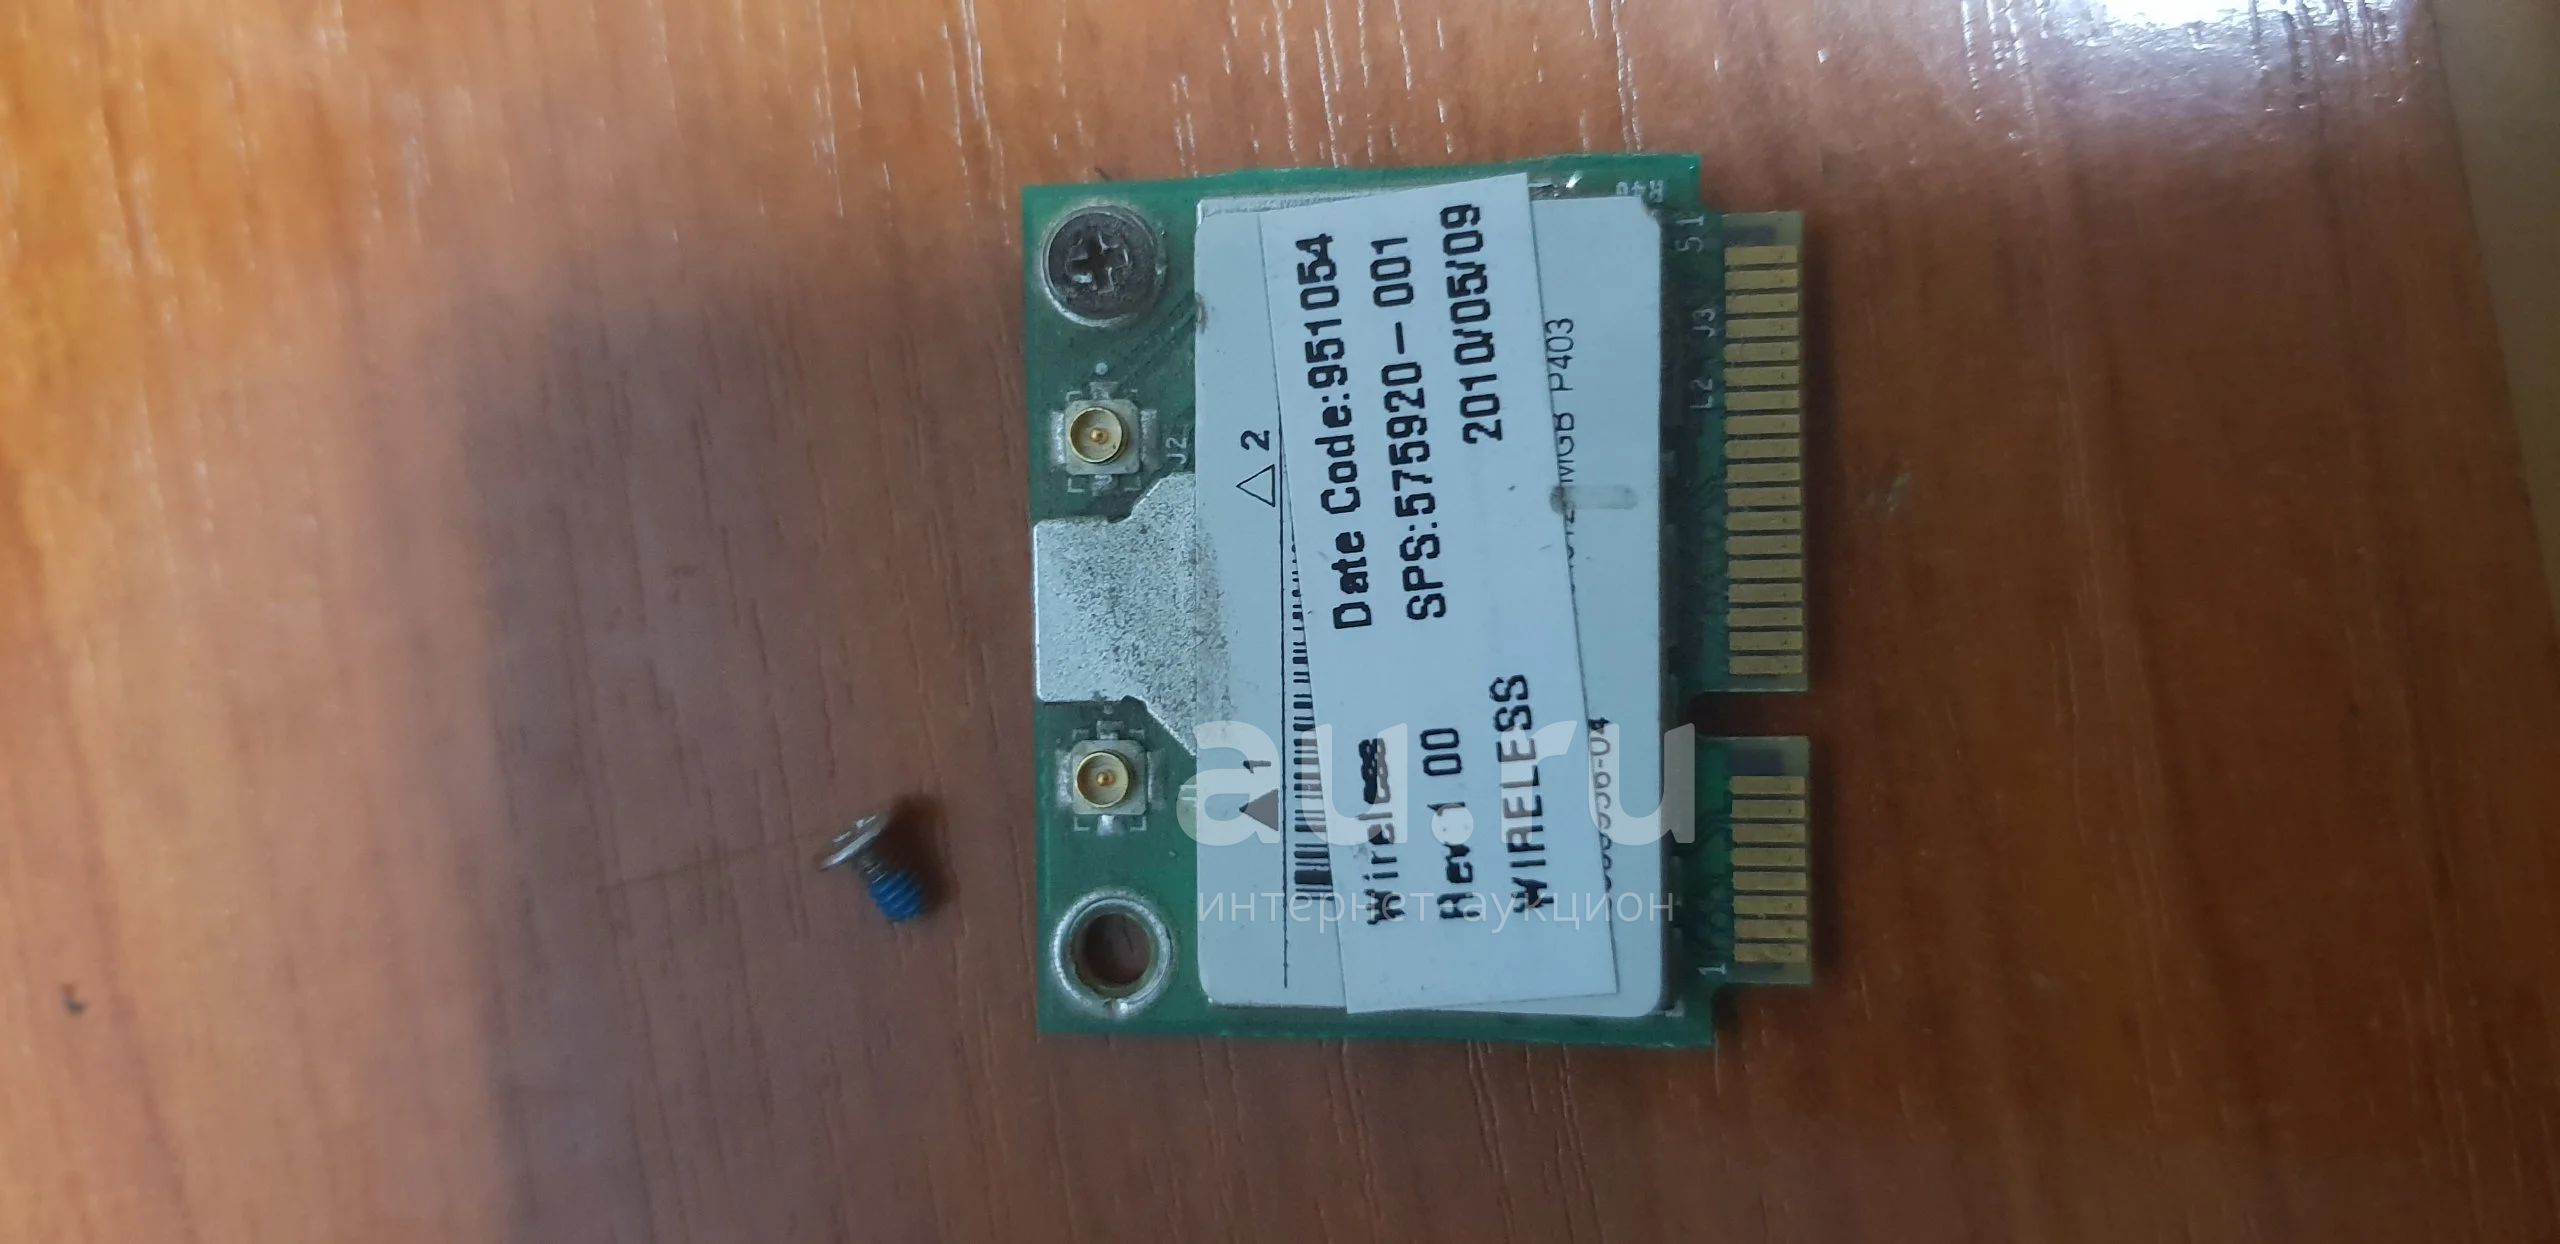 △ 2
▲ 1
Wireless Date Code:951054
Rev:1 00 SPS:575920-001
WIRELESS 2010/05/09
MGB P403
J2
L2 J3 51
1
au.ru
интернет-аукцион